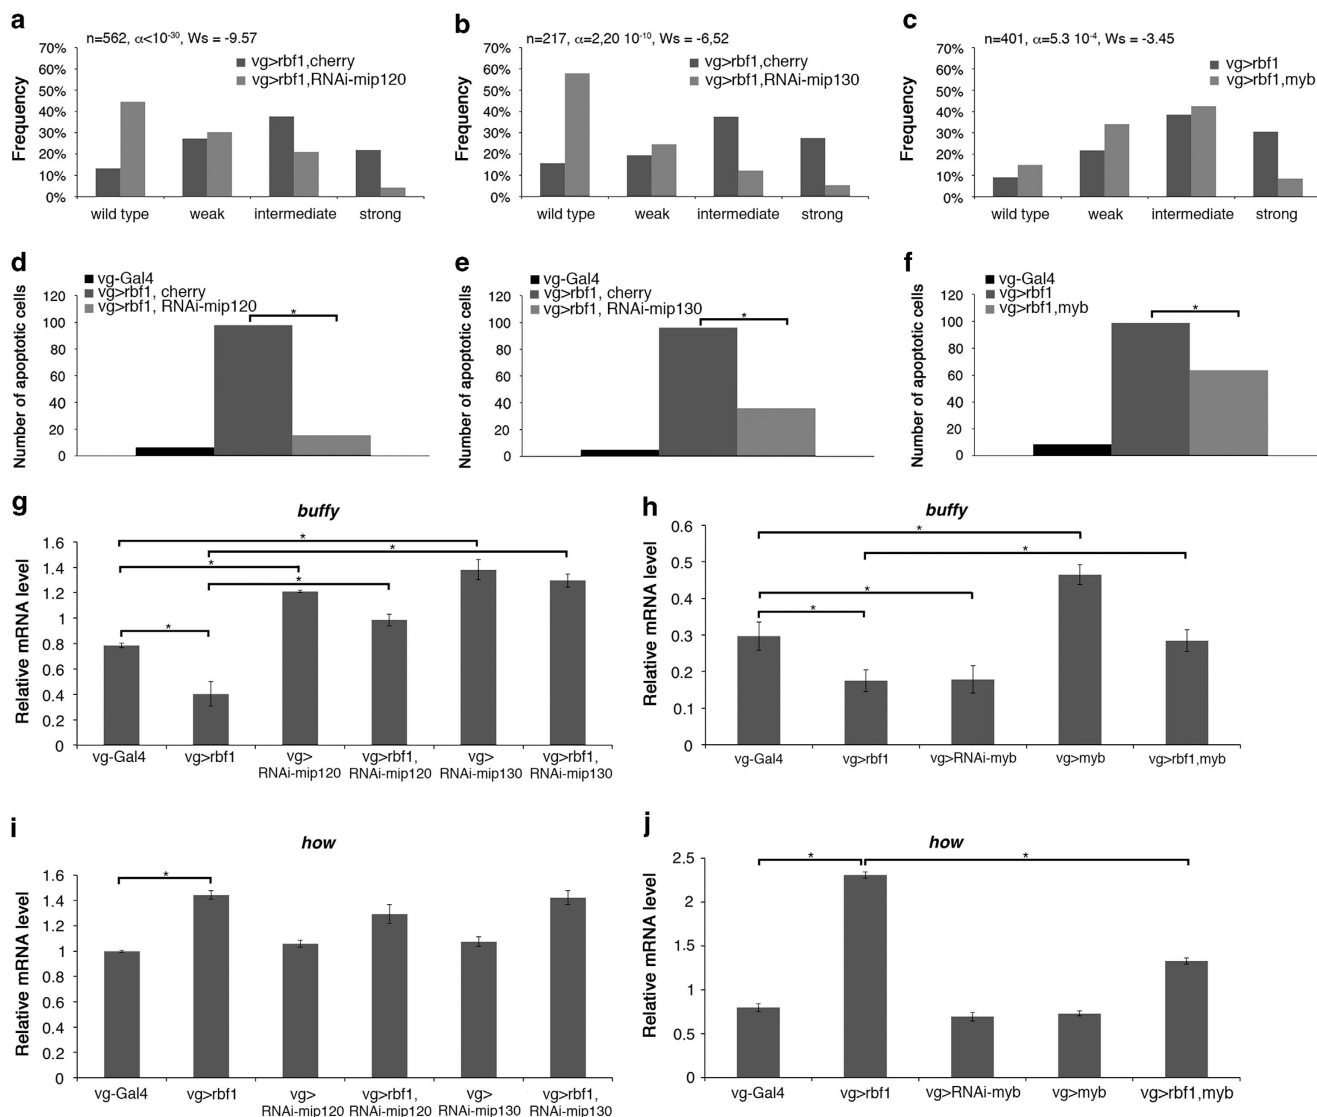 a
n=562, α<10-30, Ws = -9.57
vg>rbf1,cherry
vg>rbf1,RNAi-mip120
Frequency
70%
60%
50%
40%
30%
20%
10%
0%
wild type weak intermediate strong
b
n=217, α=2,20 10-10, Ws = -6,52
vg>rbf1,cherry
vg>rbf1,RNAi-mip130
Frequency
70%
60%
50%
40%
30%
20%
10%
0%
wild type weak intermediate strong
c
n=401, α=5.3 10-4, Ws = -3.45
vg>rbf1
vg>rbf1,myb
Frequency
70%
60%
50%
40%
30%
20%
10%
0%
wild type weak intermediate strong
d
vg-Gal4
vg>rbf1, cherry
vg>rbf1, RNAi-mip120
Number of apoptotic cells
120
100
80
60
40
20
0
*
e
vg-Gal4
vg>rbf1, cherry
vg>rbf1, RNAi-mip130
Number of apoptotic cells
120
100
80
60
40
20
0
*
f
vg-Gal4
vg>rbf1
vg>rbf1,myb
Number of apoptotic cells
120
100
80
60
40
20
0
*
g
buffy
Relative mRNA level
1.6
1.4
1.2
1
0.8
0.6
0.4
0.2
0
*
*
*
*
*
vg-Gal4 vg>rbf1 vg> vg>rbf1, vg> vg>rbf1,
RNAi-mip120 RNAi-mip120 RNAi-mip130 RNAi-mip130
h
buffy
Relative mRNA level
0.6
0.5
0.4
0.3
0.2
0.1
0
*
*
*
*
vg-Gal4 vg>rbf1 vg>RNAi-myb vg>myb vg>rbf1,myb
i
how
Relative mRNA level
1.6
1.4
1.2
1
0.8
0.6
0.4
0.2
0
*
vg-Gal4 vg>rbf1 vg> vg>rbf1, vg> vg>rbf1,
RNAi-mip120 RNAi-mip120 RNAi-mip130 RNAi-mip130
j
how
Relative mRNA level
2.5
2
1.5
1
0.5
0
* *
vg-Gal4 vg>rbf1 vg>RNAi-myb vg>myb vg>rbf1,myb